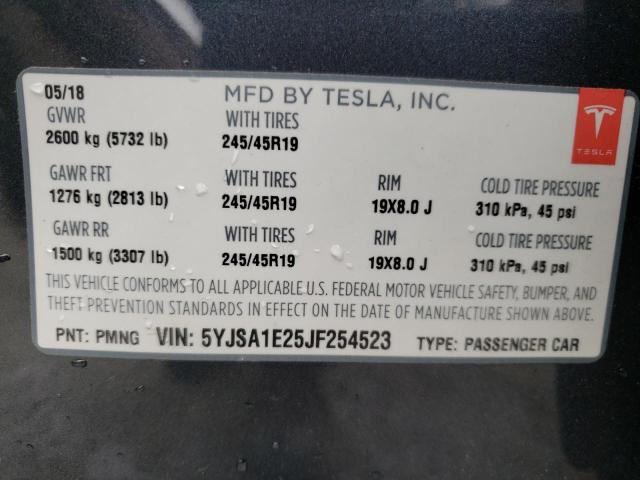 05/18 MFD BY TESLA, INC.
GVWR WITH TIRES
2600 kg (5732 lb) 245/45R19
TESLA
GAWR FRT WITH TIRES RIM COLD TIRE PRESSURE
1276 kg (2813 lb) 245/45R19 19X8.0 J 310 kPa, 45 psi
GAWR RR WITH TIRES RIM COLD TIRE PRESSURE
1500 kg (3307 lb) 245/45R19 19X8.0 J 310 kPa, 45 psi
THIS VEHICLE CONFORMS TO ALL APPLICABLE U.S. FEDERAL MOTOR VEHICLE SAFETY, BUMPER, AND
THEFT PREVENTION STANDARDS IN EFFECT ON THE DATE OF MANUFACTURE SHOWN ABOVE.
PNT: PMNG VIN: 5YJSA1E25JF254523 TYPE: PASSENGER CAR